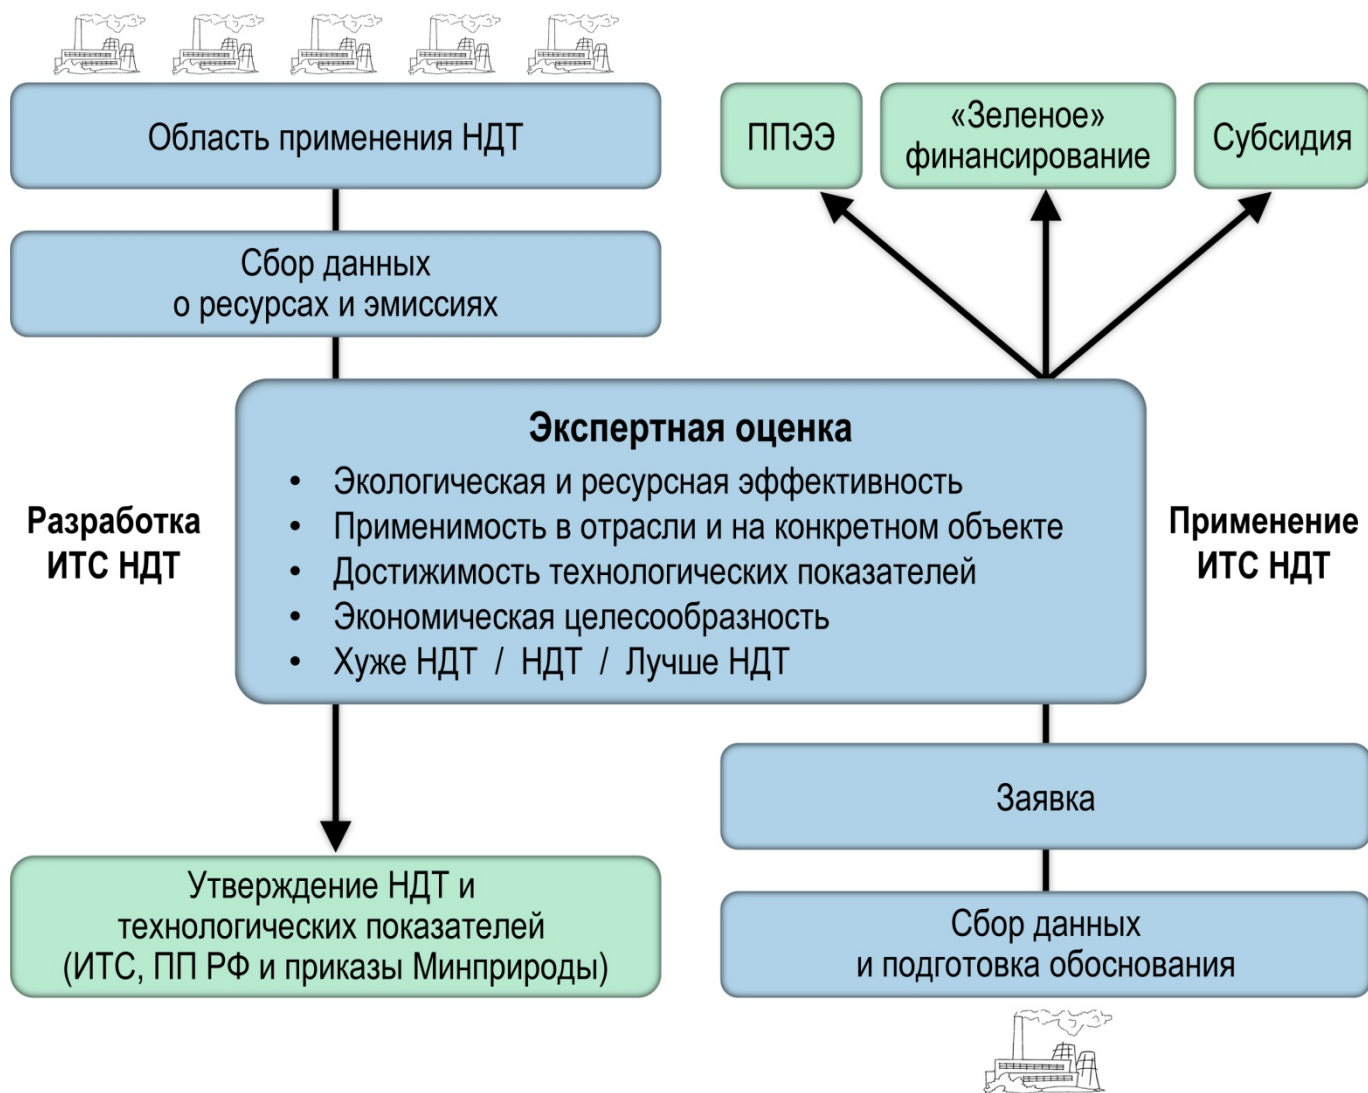 Область применения НДТ
ППЭЭ
«Зеленое»
финансирование
Субсидия
Сбор данных
о ресурсах и эмиссиях
Экспертная оценка
• Экологическая и ресурсная эффективность
• Применимость в отрасли и на конкретном объекте
• Достижимость технологических показателей
• Экономическая целесообразность
• Хуже НДТ / НДТ / Лучше НДТ
Разработка
ИТС НДТ
Применение
ИТС НДТ
Заявка
Утверждение НДТ и
технологических показателей
(ИТС, ПП РФ и приказы Минприроды)
Сбор данных
и подготовка обоснования